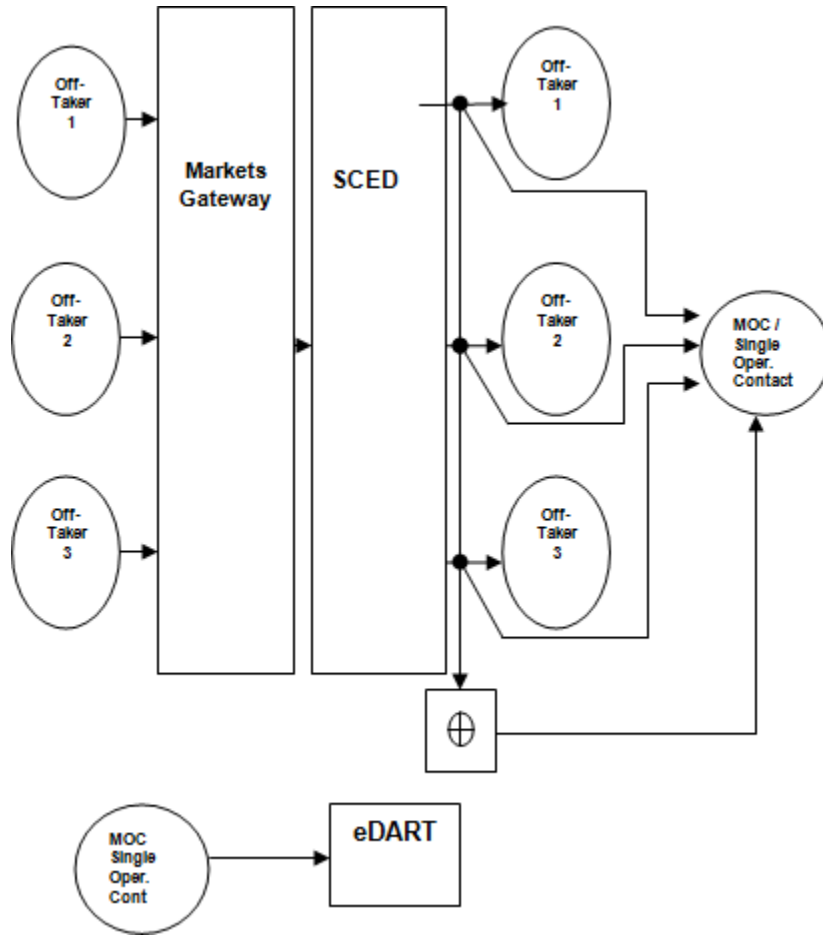 Off-
Taker
1
Off-
Taker
2
Off-
Taker
3
Markets
Gateway
SCED
Off-
Taker
1
Off-
Taker
2
Off-
Taker
3
MOC /
Single
Oper.
Contact
MOC
Single
Oper.
Cont
eDART